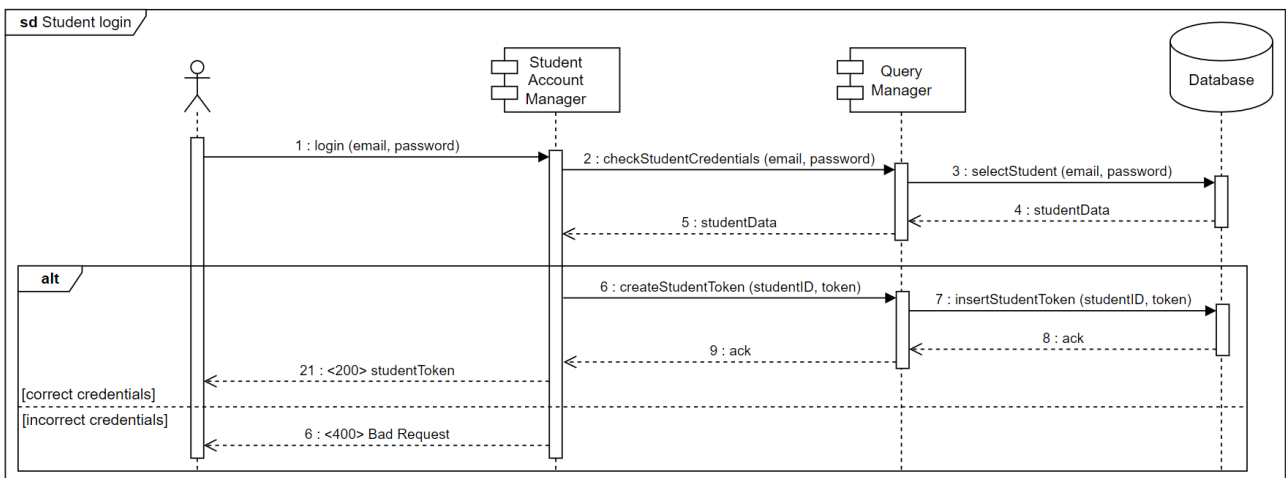 sd Student login
Student
Account
Manager
Query
Manager
Database
1 : login (email, password)
2 : checkStudentCredentials (email, password)
3 : selectStudent (email, password)
4 : studentData
5 : studentData
alt
6 : createStudentToken (studentID, token)
7 : insertStudentToken (studentID, token)
8 : ack
9 : ack
21 : <200> studentToken
[correct credentials]
[incorrect credentials]
6 : <400> Bad Request